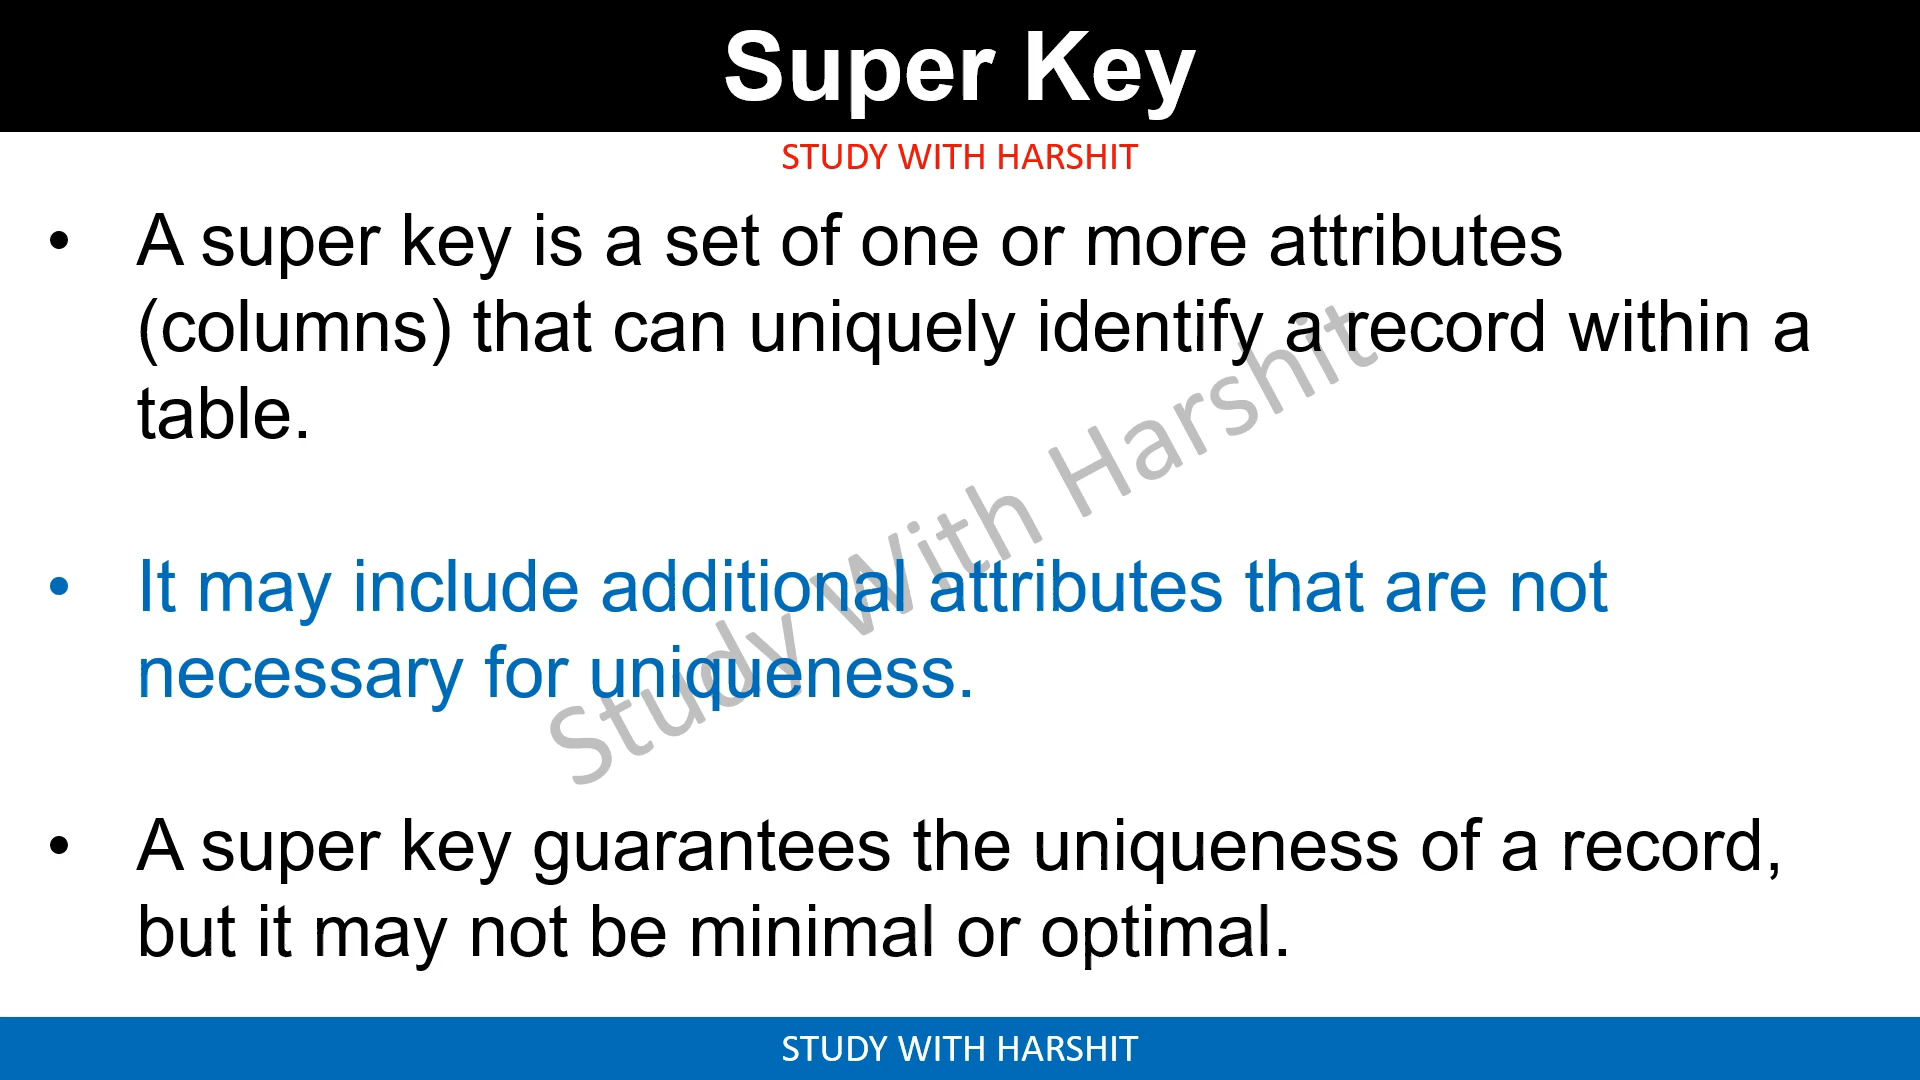 Super Key
STUDY WITH HARSHIT
• A super key is a set of one or more attributes
(columns) that can uniquely identify a record within a
table.
• It may include additional attributes that are not
necessary for uniqueness.
• A super key guarantees the uniqueness of a record,
but it may not be minimal or optimal.
Study With Harshit
STUDY WITH HARSHIT